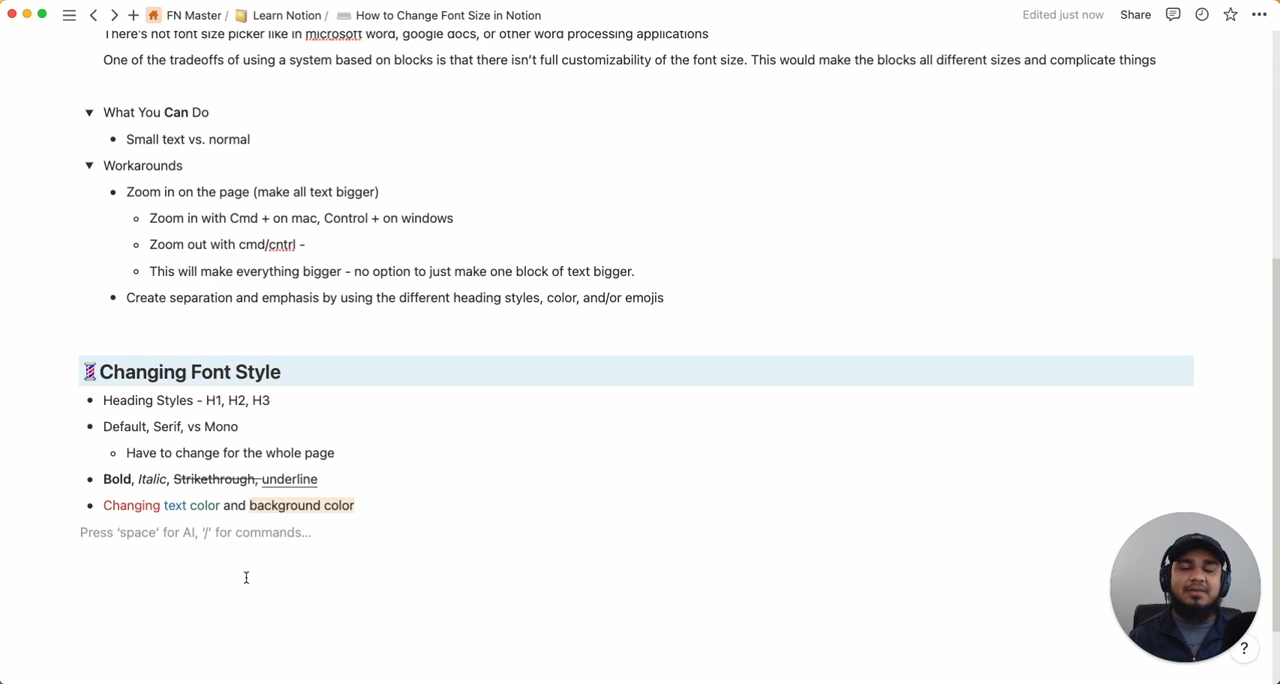 FN Master / Learn Notion / How to Change Font Size in Notion
Edited just now Share
There's not font size picker like in microsoft word, google docs, or other word processing applications
One of the tradeoffs of using a system based on blocks is that there isn't full customizability of the font size. This would make the blocks all different sizes and complicate things
What You Can Do
Small text vs. normal
Workarounds
Zoom in on the page (make all text bigger)
Zoom in with Cmd + on mac, Control + on windows
Zoom out with cmd/cntrl -
This will make everything bigger - no option to just make one block of text bigger.
Create separation and emphasis by using the different heading styles, color, and/or emojis
💈Changing Font Style
Heading Styles - H1, H2, H3
Default, Serif, vs Mono
Have to change for the whole page
Bold, Italic, Strikethrough, underline
Changing text color and background color
Press ‘space’ for AI, ‘/’ for commands...
?